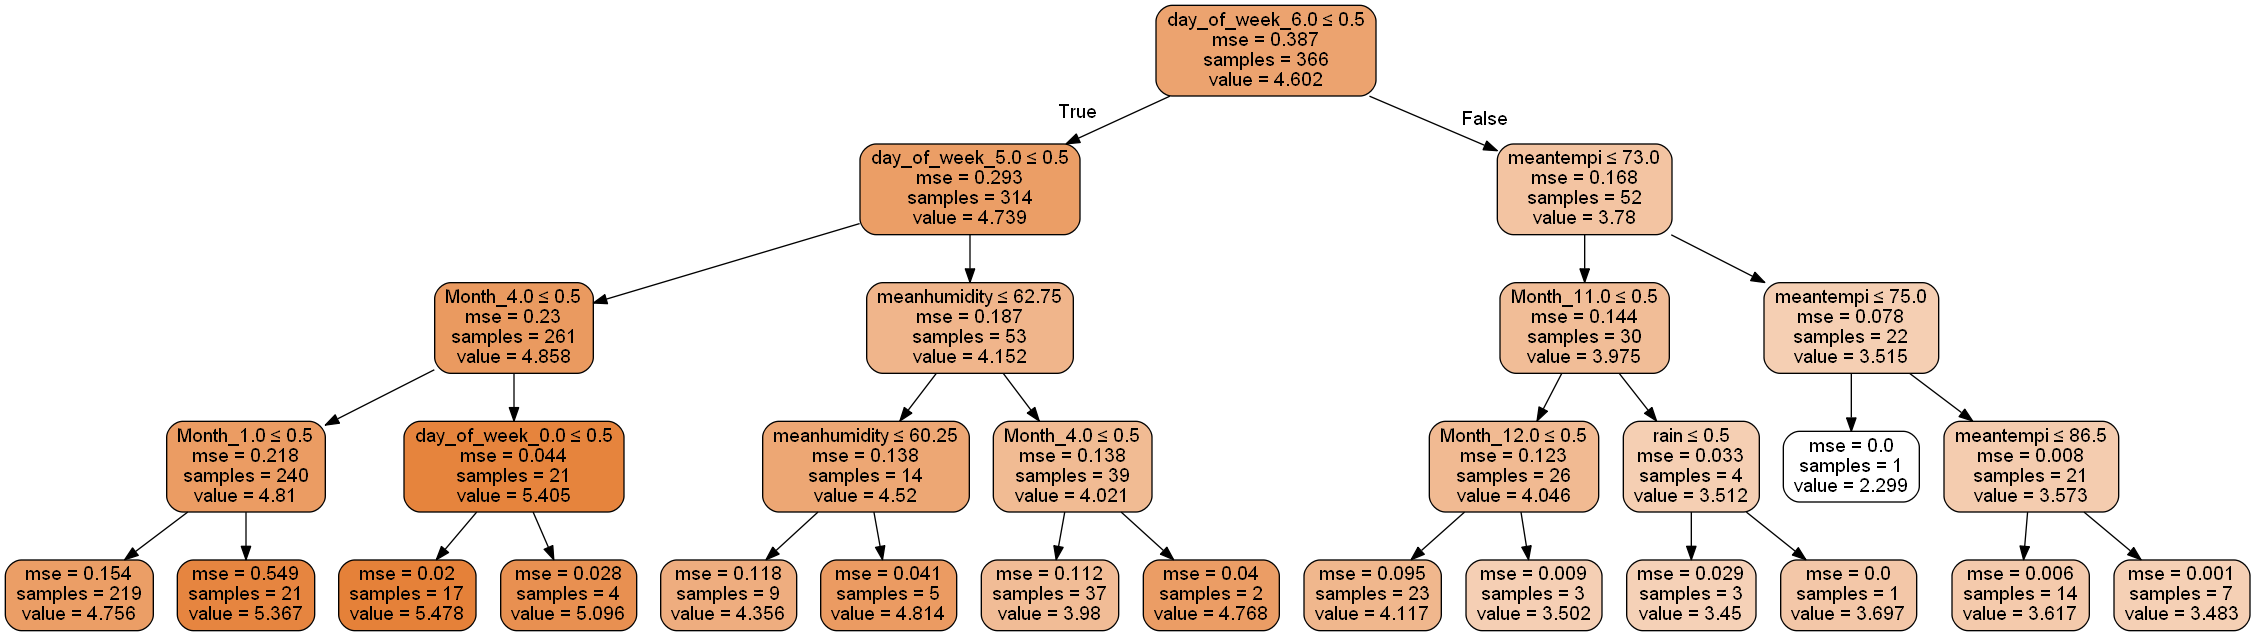 day_of_week_6.0 ≤ 0.5
mse = 0.387
samples = 366
value = 4.602
True
False
day_of_week_5.0 ≤ 0.5
mse = 0.293
samples = 314
value = 4.739
meantempi ≤ 73.0
mse = 0.168
samples = 52
value = 3.78
Month_4.0 ≤ 0.5
mse = 0.23
samples = 261
value = 4.858
meanhumidity ≤ 62.75
mse = 0.187
samples = 53
value = 4.152
Month_11.0 ≤ 0.5
mse = 0.144
samples = 30
value = 3.975
meantempi ≤ 75.0
mse = 0.078
samples = 22
value = 3.515
Month_1.0 ≤ 0.5
mse = 0.218
samples = 240
value = 4.81
day_of_week_0.0 ≤ 0.5
mse = 0.044
samples = 21
value = 5.405
meanhumidity ≤ 60.25
mse = 0.138
samples = 14
value = 4.52
Month_4.0 ≤ 0.5
mse = 0.138
samples = 39
value = 4.021
Month_12.0 ≤ 0.5
mse = 0.123
samples = 26
value = 4.046
rain ≤ 0.5
mse = 0.033
samples = 4
value = 3.512
mse = 0.0
samples = 1
value = 2.299
meantempi ≤ 86.5
mse = 0.008
samples = 21
value = 3.573
mse = 0.154
samples = 219
value = 4.756
mse = 0.549
samples = 21
value = 5.367
mse = 0.02
samples = 17
value = 5.478
mse = 0.028
samples = 4
value = 5.096
mse = 0.118
samples = 9
value = 4.356
mse = 0.041
samples = 5
value = 4.814
mse = 0.112
samples = 37
value = 3.98
mse = 0.04
samples = 2
value = 4.768
mse = 0.095
samples = 23
value = 4.117
mse = 0.009
samples = 3
value = 3.502
mse = 0.029
samples = 3
value = 3.45
mse = 0.0
samples = 1
value = 3.697
mse = 0.006
samples = 14
value = 3.617
mse = 0.001
samples = 7
value = 3.483